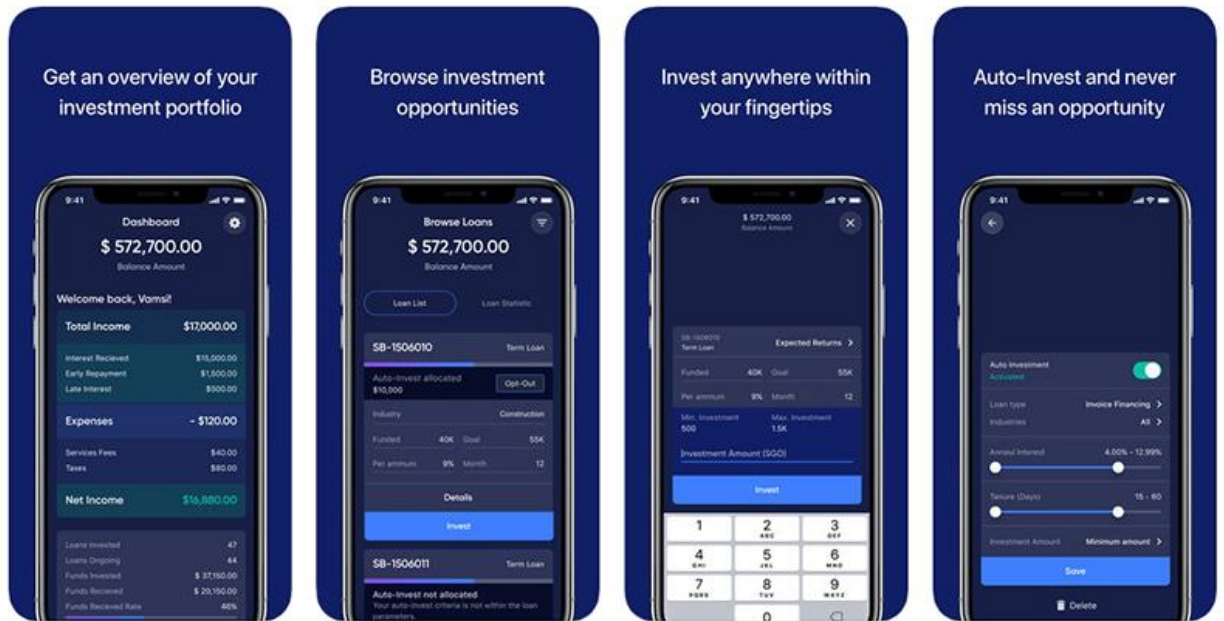 Get an overview of your
investment portfolio
9:41
Dashboard
$ 572,700.00
Balance Amount
Welcome back, Vamsi!
Total Income $17,000.00
Interest Recieved $15,000.00
Early Repayment $1,500.00
Late Interest $500.00
Expenses - $120.00
Services Fees $40.00
Taxes $80.00
Net Income $16,880.00
Loans Invested 47
Loans Ongoing 44
Funds Invested $ 37,150.00
Funds Recieved $ 20,150.00
Funds Recieved Rate 46%
Browse investment
opportunities
9:41
Browse Loans
$ 572,700.00
Balance Amount
Loan List Loan Statistic
SB-1506010 Term Loan
Auto-Invest allocated
$10,000
Opt-Out
Industry Construction
Funded 40K Goal 55K
Per ammum 9% Month 12
Details
Invest
SB-1506011 Term Loan
Auto-Invest not allocated
Your auto-invest criteria is not within the loan
parameters.
Invest anywhere within
your fingertips
9:41
$ 572,700.00
Balance Amount
SB-1506010
Term Loan
Expected Returns >
Funded 40K Goal 55K
Per ammum 9% Month 12
Min. Investment Max. Investment
500 1.5K
Investment Amount (SGD)
Invest
1 2 3
ABC DEF
4 5 6
GHI JKL MNO
7 8 9
PQRS TUV WXYZ
0
Auto-Invest and never
miss an opportunity
9:41
Auto Investment
Activated
Loan type Invoice Financing >
Industries All >
Annaul Interest 4.00% - 12.99%
Tenure (Days) 15 - 60
Investment Amount Minimum amount >
Save
Delete